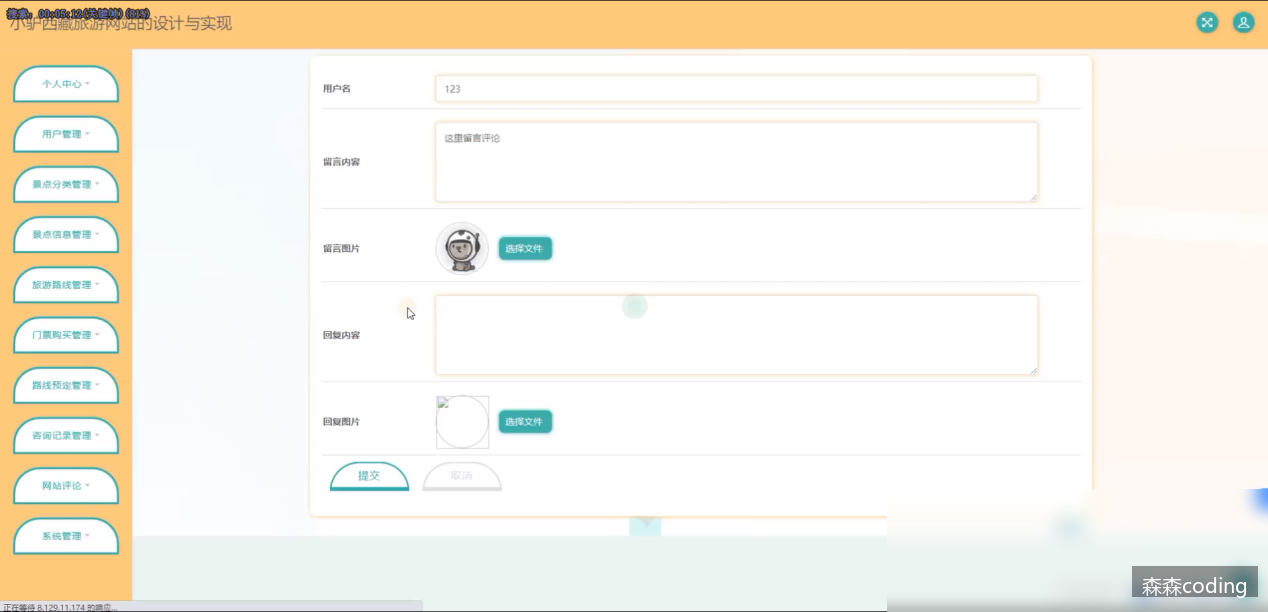 搜索: 00:05:12(关键帧) (B15)
小驴西藏旅游网站的设计与实现
个人中心
用户管理
景点分类管理
景点信息管理
旅游路线管理
门票购买管理
路线预定管理
咨询记录管理
网站评论
系统管理
用户名
123
留言内容
这里留言评论
留言图片
选择文件
回复内容
回复图片
选择文件
提交
取消
正在等待 8.129.11.174 的响应...
森森coding